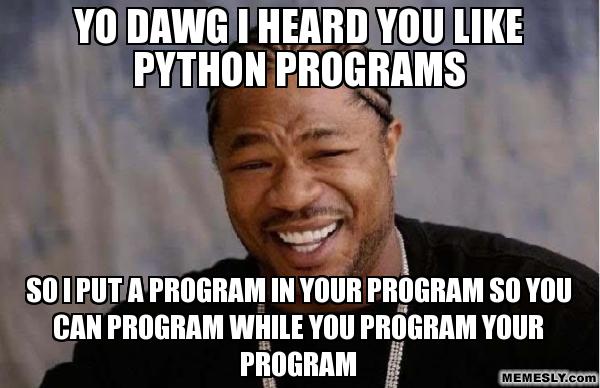 YO DAWG I HEARD YOU LIKE
PYTHON PROGRAMS
SO I PUT A PROGRAM IN YOUR PROGRAM SO YOU
CAN PROGRAM WHILE YOU PROGRAM YOUR
PROGRAM
MEMESLY.com